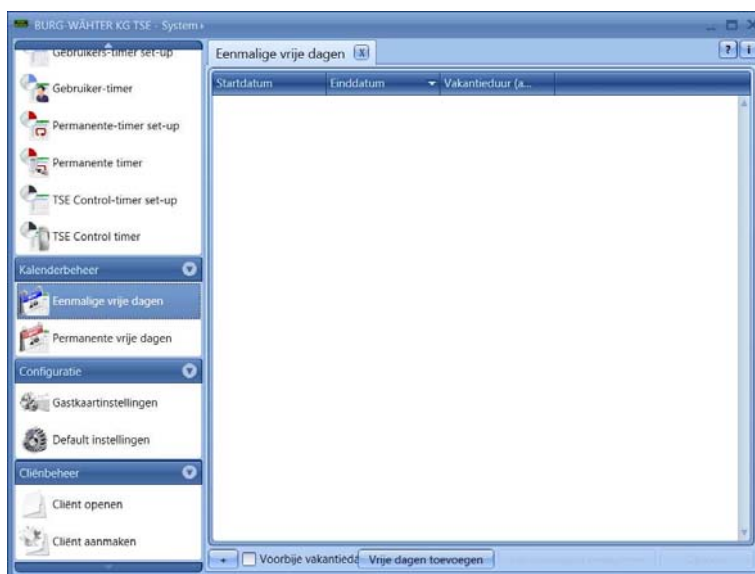 BURG-WÄHTER KG TSE - System
Gebruikers-timer set-up
Gebruiker-timer
Permanente-timer set-up
Permanente timer
TSE Control-timer set-up
TSE Control timer
Kalenderbeheer
Eenmalige vrije dagen
Permanente vrije dagen
Configuratie
Gastkaartinstellingen
Default instellingen
Cliënbeheer
Cliënt openen
Cliënt aanmaken
Eenmalige vrije dagen x
? i
Startdatum Einddatum Vakantieduur (a...
+ Voorbije vakantieda Vrije dagen toevoegen